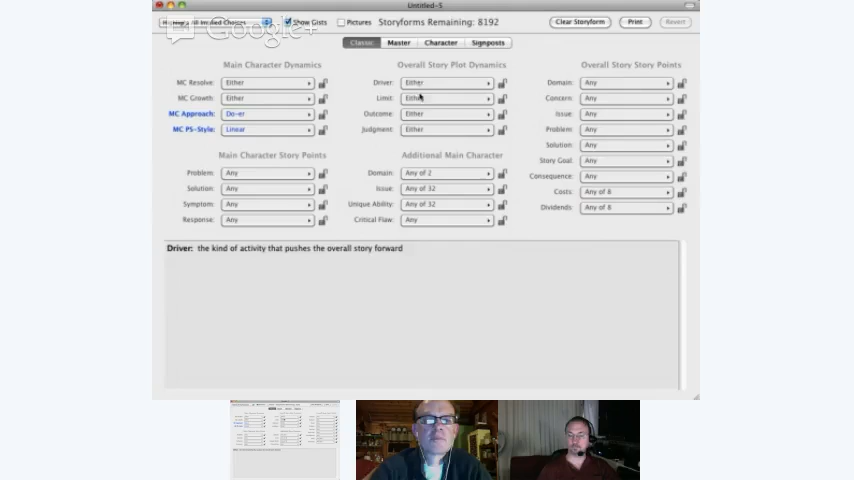 Untitled-5
Show Gists
Pictures
Storyforms Remaining: 8192
Clear Storyform
Print
Revert
Google+
Classic
Master
Character
Signposts
Main Character Dynamics
MC Resolve: Either
MC Growth: Either
MC Approach: Do-er
MC PS-Style: Linear
Main Character Story Points
Problem: Any
Solution: Any
Symptom: Any
Response: Any
Overall Story Plot Dynamics
Driver: Either
Limit: Either
Outcome: Either
Judgment: Either
Additional Main Character
Domain: Any of 2
Issue: Any of 32
Unique Ability: Any of 32
Critical Flaw: Any
Overall Story Story Points
Domain: Any
Concern: Any
Issue: Any
Problem: Any
Solution: Any
Story Goal: Any
Consequence: Any
Costs: Any of 8
Dividends: Any of 8
Driver: the kind of activity that pushes the overall story forward